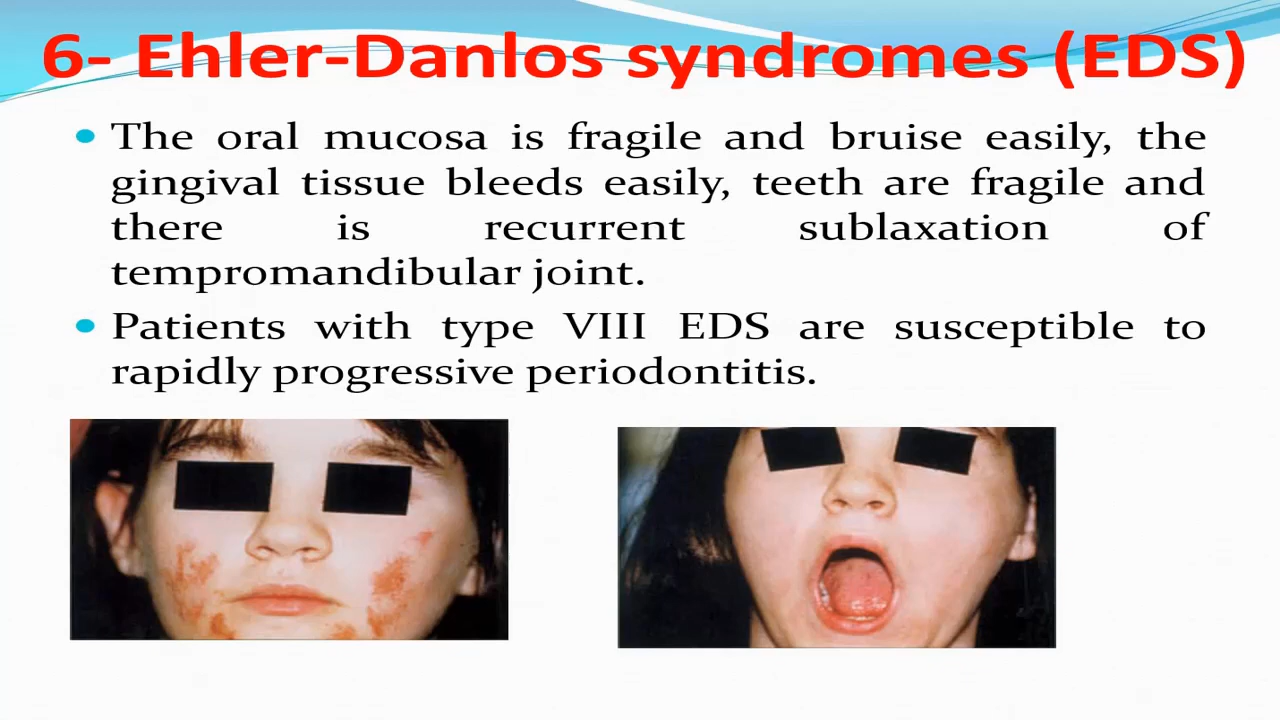 6- Ehler-Danlos syndromes (EDS)
• The oral mucosa is fragile and bruise easily, the
gingival tissue bleeds easily, teeth are fragile and
there is recurrent sublaxation of
tempromandibular joint.
• Patients with type VIII EDS are susceptible to
rapidly progressive periodontitis.